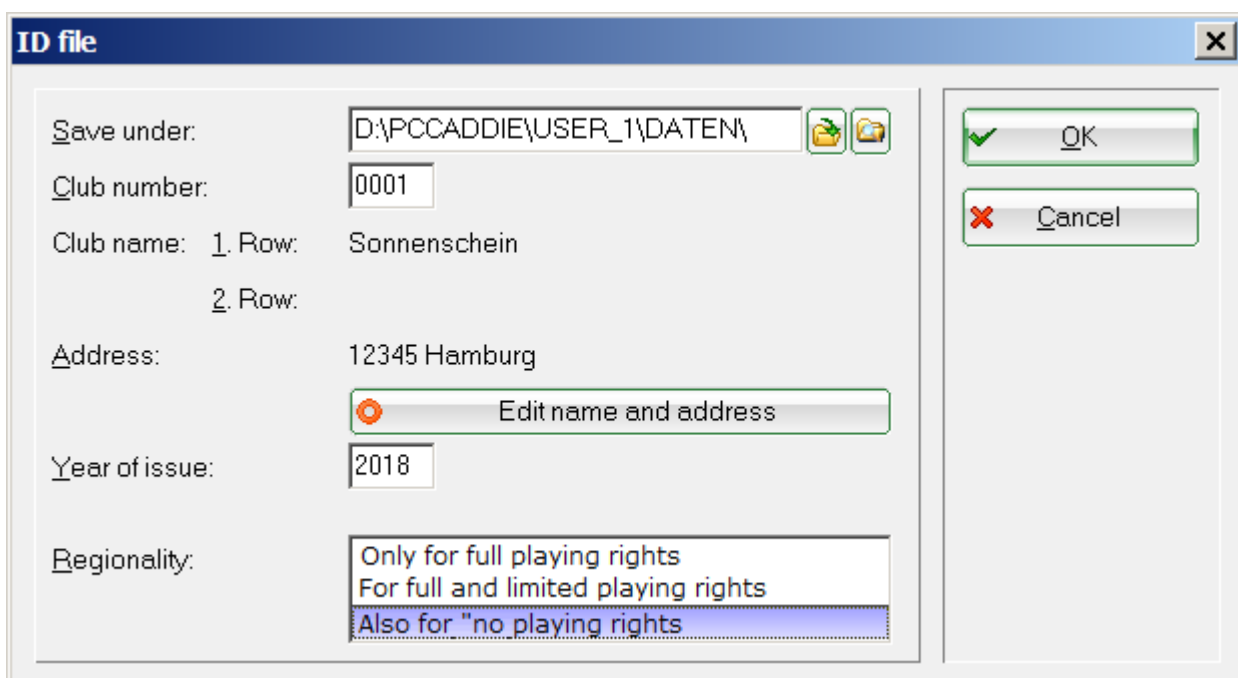 ID file
Save under: D:\PCCADDIE\USER_1\DATEN\
OK
Club number: 0001
Cancel
Club name: 1. Row: Sonnenschein
2. Row:
Address: 12345 Hamburg
Edit name and address
Year of issue: 2018
Regionality: Only for full playing rights
For full and limited playing rights
Also for "no playing rights